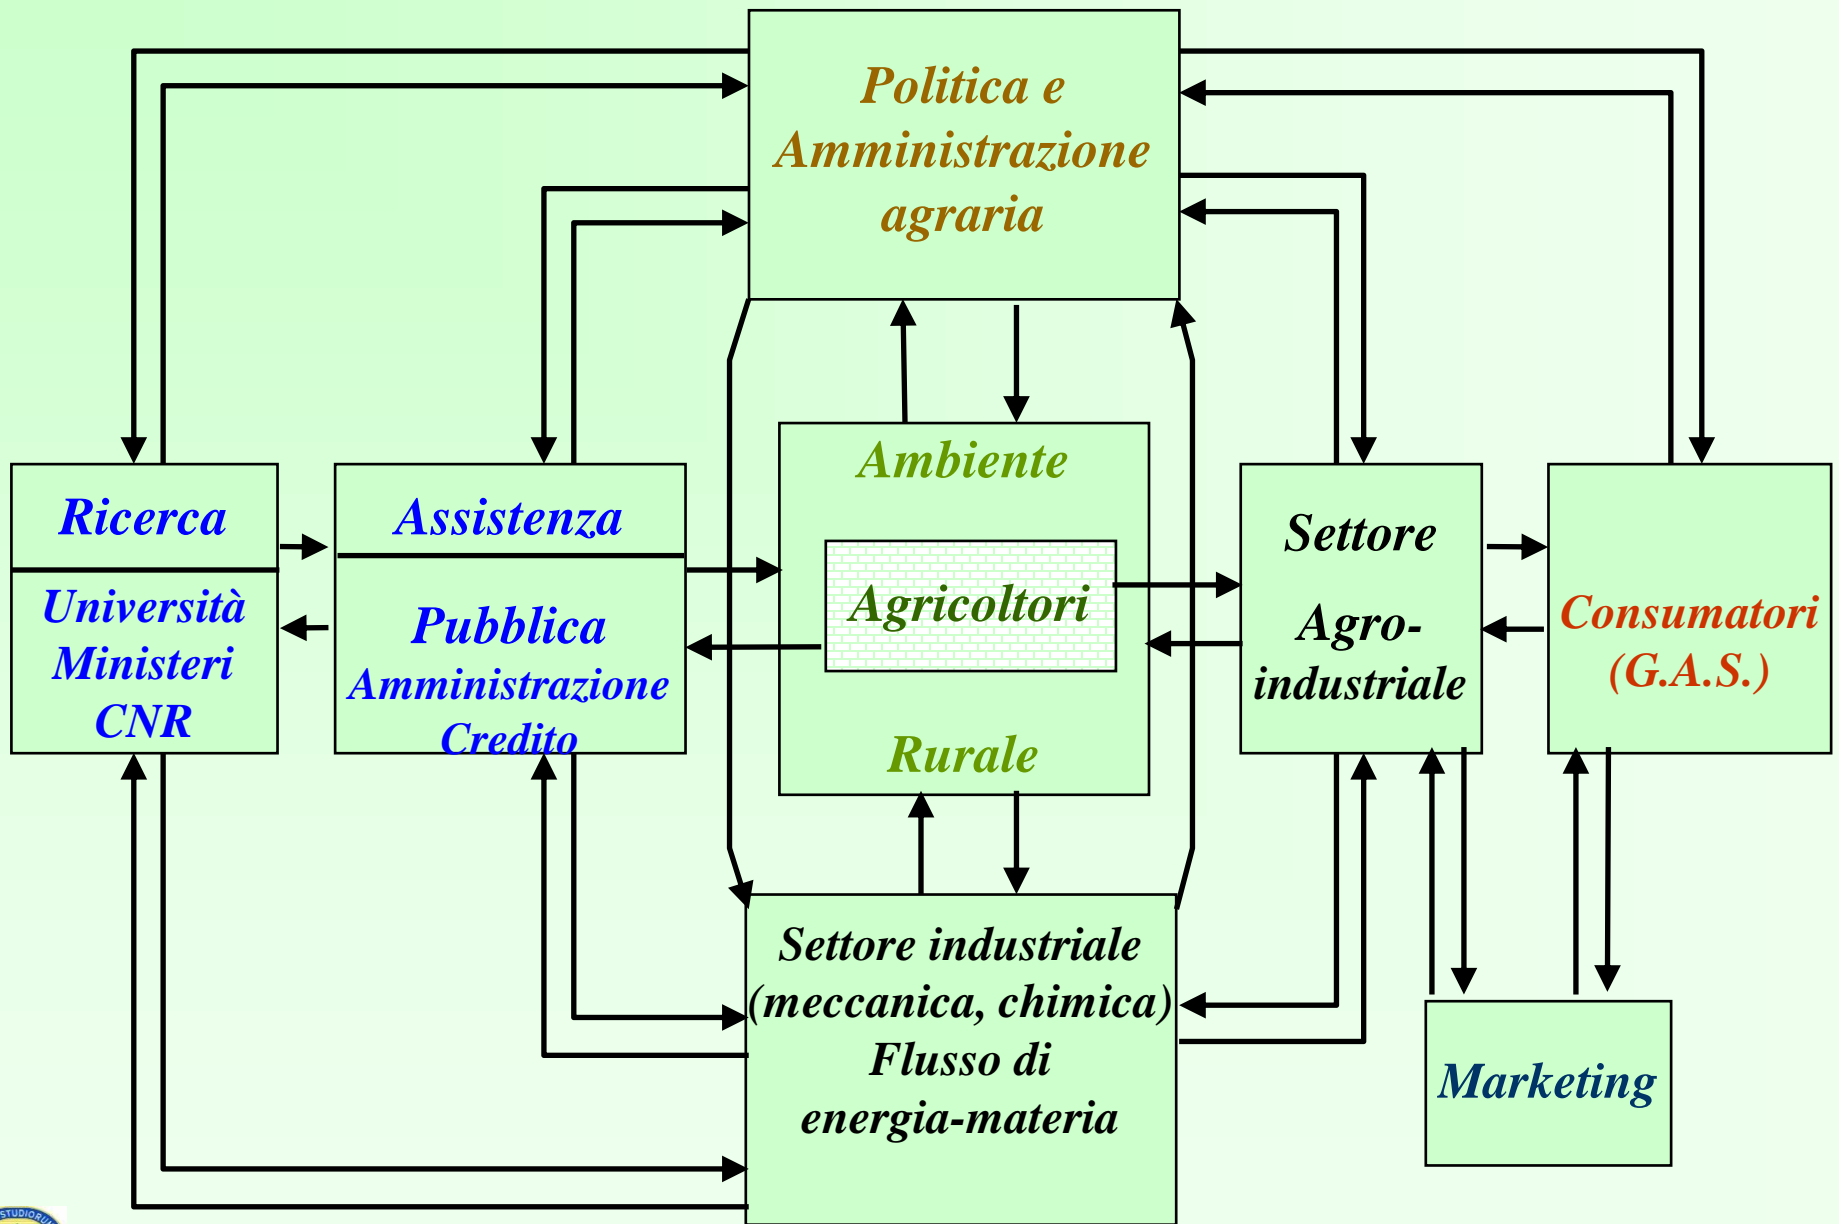 Politica e
Amministrazione
agraria
Ricerca
Università
Ministeri
CNR
Assistenza
Pubblica
Amministrazione
Credito
Ambiente
Agricoltori
Rurale
Settore
Agro-
industriale
Consumatori
(G.A.S.)
Settore industriale
(meccanica, chimica)
Flusso di
energia-materia
Marketing